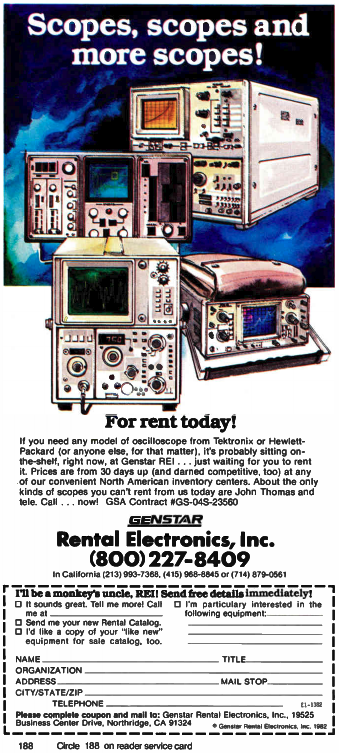 Scopes, scopes and
more scopes!
For rent today!
If you need any model of oscilloscope from Tektronix or Hewlett-
Packard (or anyone else, for that matter), it's probably sitting on-
the-shelf, right now, at Genstar REI . . . just waiting for you to rent
it. Prices are from 30 days up (and darned competitive, too) at any
of our convenient North American inventory centers. About the only
kinds of scopes you can't rent from us today are John Thomas and
tele. Call . . . now! GSA Contract #GS-04S-23560
GENSTAR
Rental Electronics, Inc.
(800) 227-8409
In California (213) 993-7368, (415) 968-8845 or (714) 879-0561
I'll be a monkey's uncle, REI! Send free details immediately!
□ It sounds great. Tell me more! Call
me at
□ Send me your new Rental Catalog.
□ I'd like a copy of your "like new"
equipment for sale catalog, too.
□ I'm particulary interested in the
following equipment:
NAME TITLE
ORGANIZATION
ADDRESS MAIL STOP
CITY/STATE/ZIP
TELEPHONE E1-1382
Please complete coupon and mail to: Genstar Rental Electronics, Inc., 19525
Business Center Drive, Northridge, CA 91324 © Genstar Rental Electronics, Inc. 1982
188 Circle 188 on reader service card